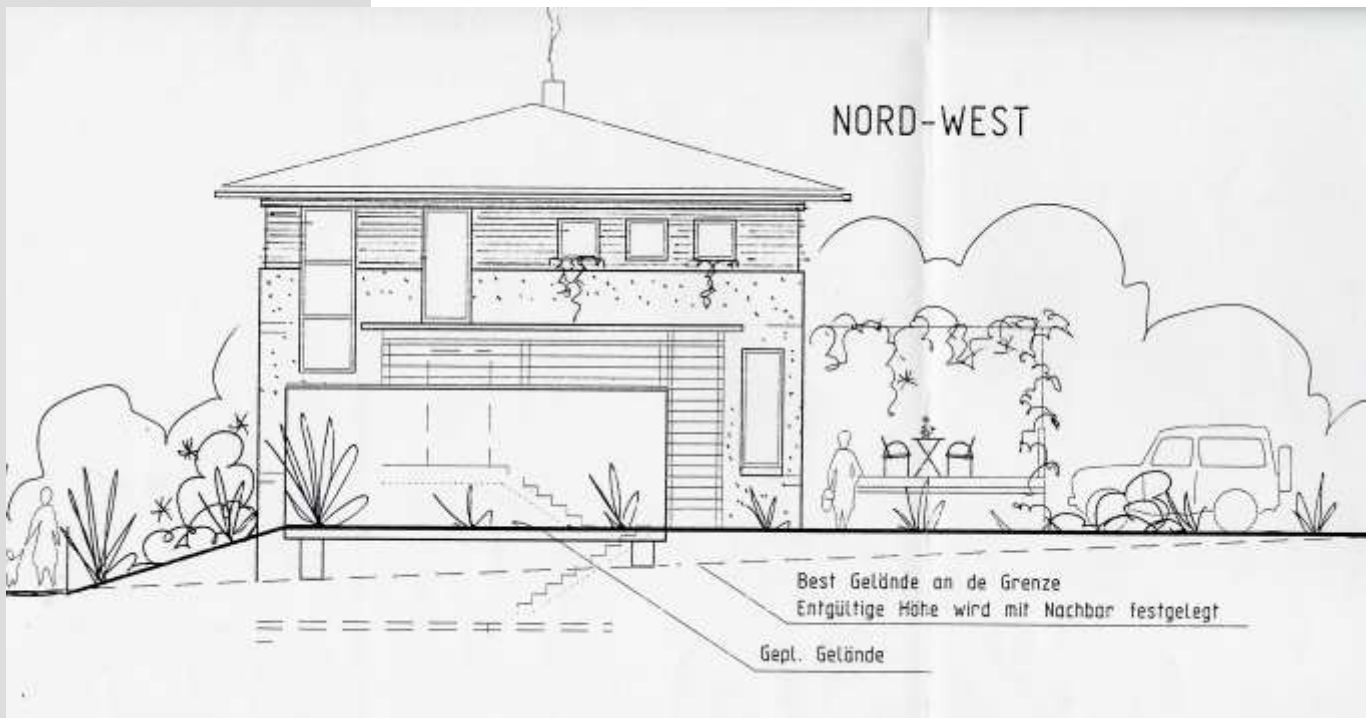 NORD-WEST
Best Gelände an de Grenze
Entgültige Höhe wird mit Nachbar festgelegt
Gepl. Gelände